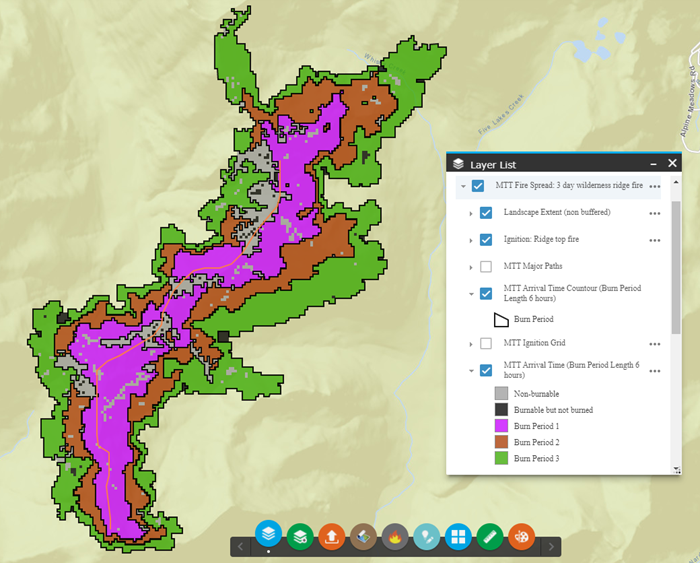 Whi
Five Lakes Creek
Alpine Meadows Rd
Layer List
MTT Fire Spread: 3 day wilderness ridge fire
Landscape Extent (non buffered)
Ignition: Ridge top fire
MTT Major Paths
MTT Arrival Time Countour (Burn Period
Length 6 hours)
Burn Period
MTT Ignition Grid
MTT Arrival Time (Burn Period Length 6
hours)
Non-burnable
Burnable but not burned
Burn Period 1
Burn Period 2
Burn Period 3